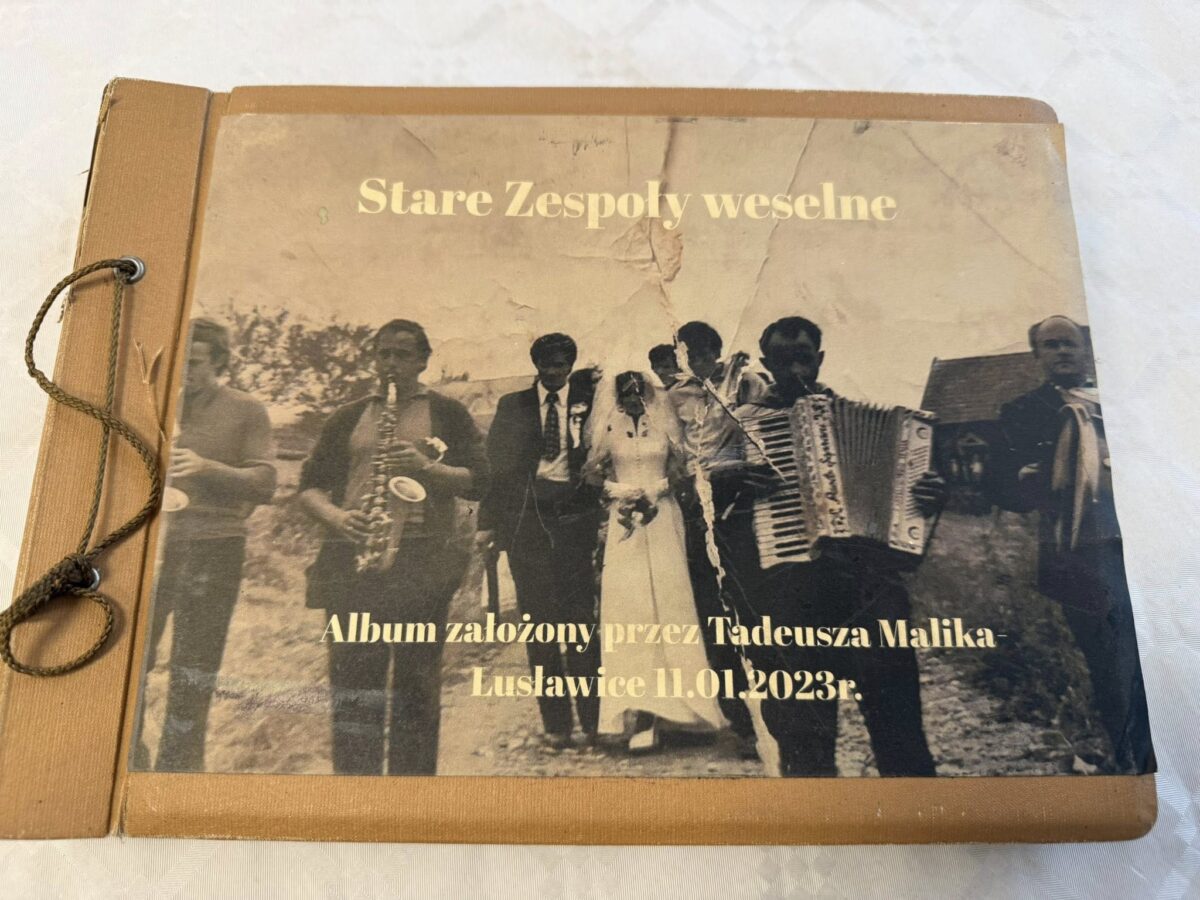 Stare Zespoły weselne
Album założony przez Tadeusza Malika-
Lusławice 11.01.2023r.